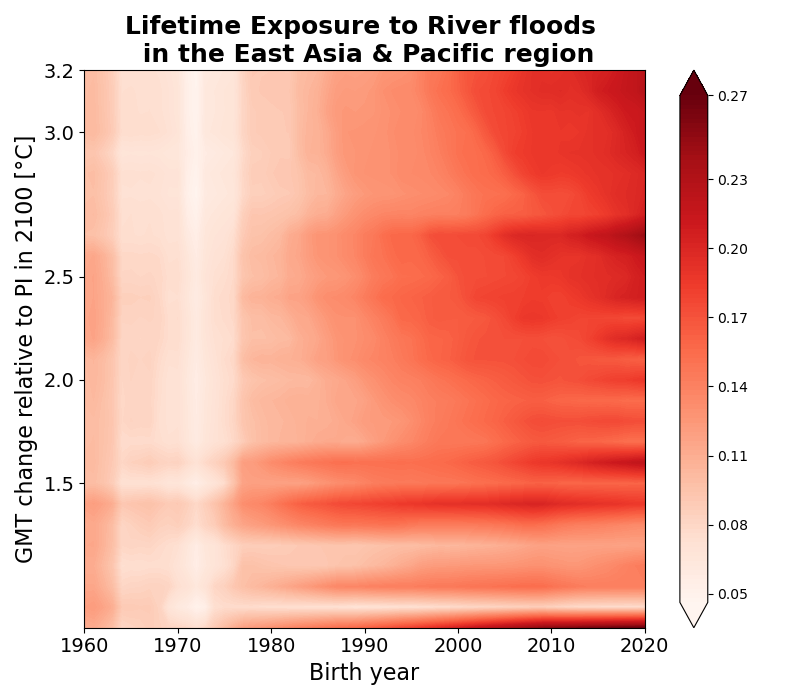 Lifetime Exposure to River floods
in the East Asia & Pacific region
GMT change relative to PI in 2100 [°C]
3.2
3.0
2.5
2.0
1.5
1960 1970 1980 1990 2000 2010 2020
Birth year
0.27
0.23
0.20
0.17
0.14
0.11
0.08
0.05